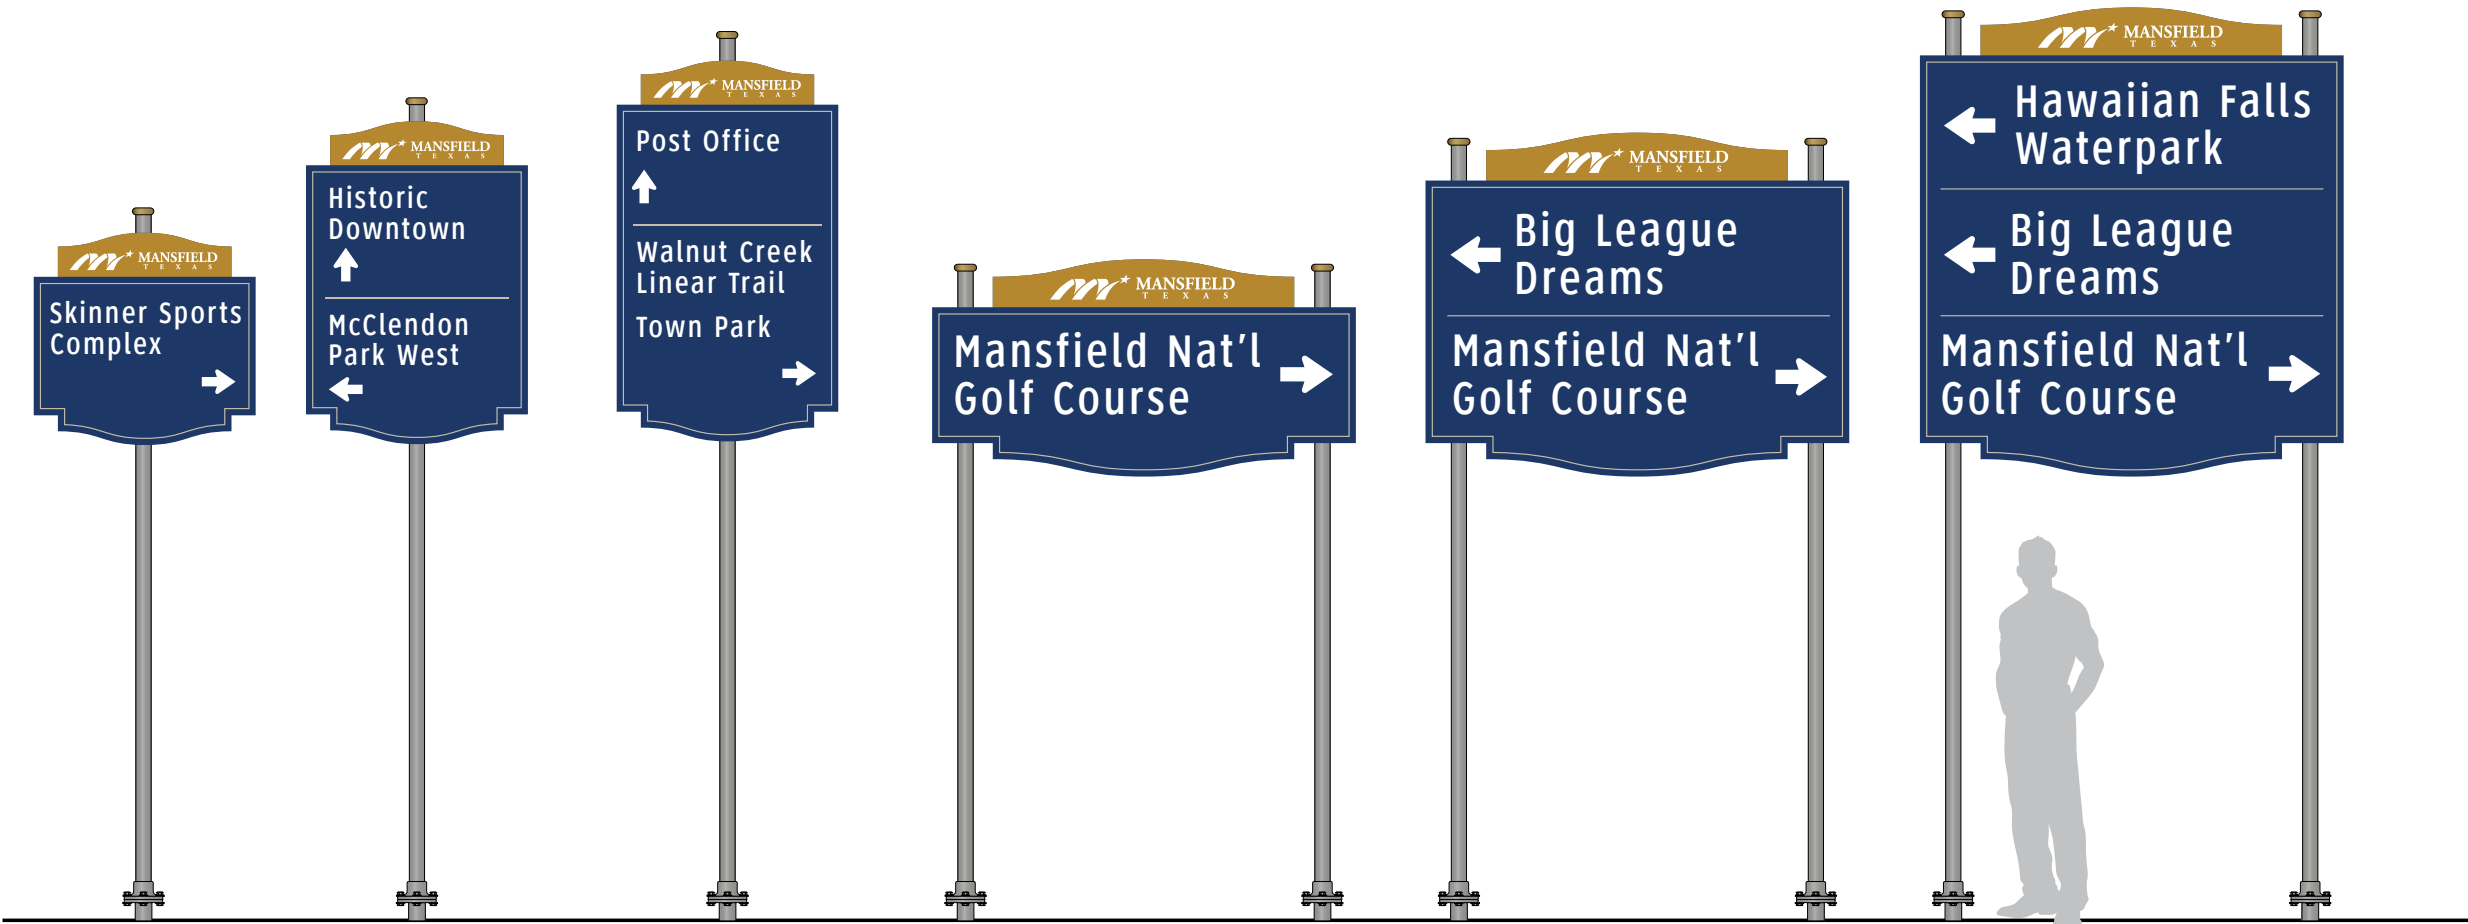 MANSFIELD
TEXAS
Skinner Sports
Complex
MANSFIELD
TEXAS
Historic
Downtown
McClendon
Park West
MANSFIELD
TEXAS
Post Office
Walnut Creek
Linear Trail
Town Park
MANSFIELD
TEXAS
Mansfield Nat'l
Golf Course
MANSFIELD
TEXAS
Big League
Dreams
Mansfield Nat'l
Golf Course
MANSFIELD
TEXAS
Hawaiian Falls
Waterpark
Big League
Dreams
Mansfield Nat'l
Golf Course